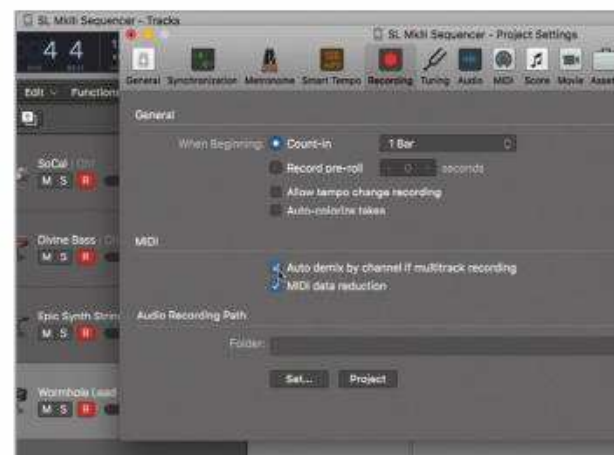 SL MkIII Sequencer - Tracks
SL MkIII Sequencer - Project Settings
4 4
General Synchronization Metronome Smart Tempo Recording Tuning Audio MIDI Score Movie
Edit Functions
General
When Beginning: Count-in 1 Bar
Record pre-roll 0 seconds
Allow tempo change recording
Auto-colorize takes
SoCal
M S R
MIDI
Divine Bass
M S R
Auto demix by channel if multitrack recording
MIDI data reduction
Audio Recording Path
Epic Synth
M S R
Folder:
Set... Project
Wormhole Lead
M S R